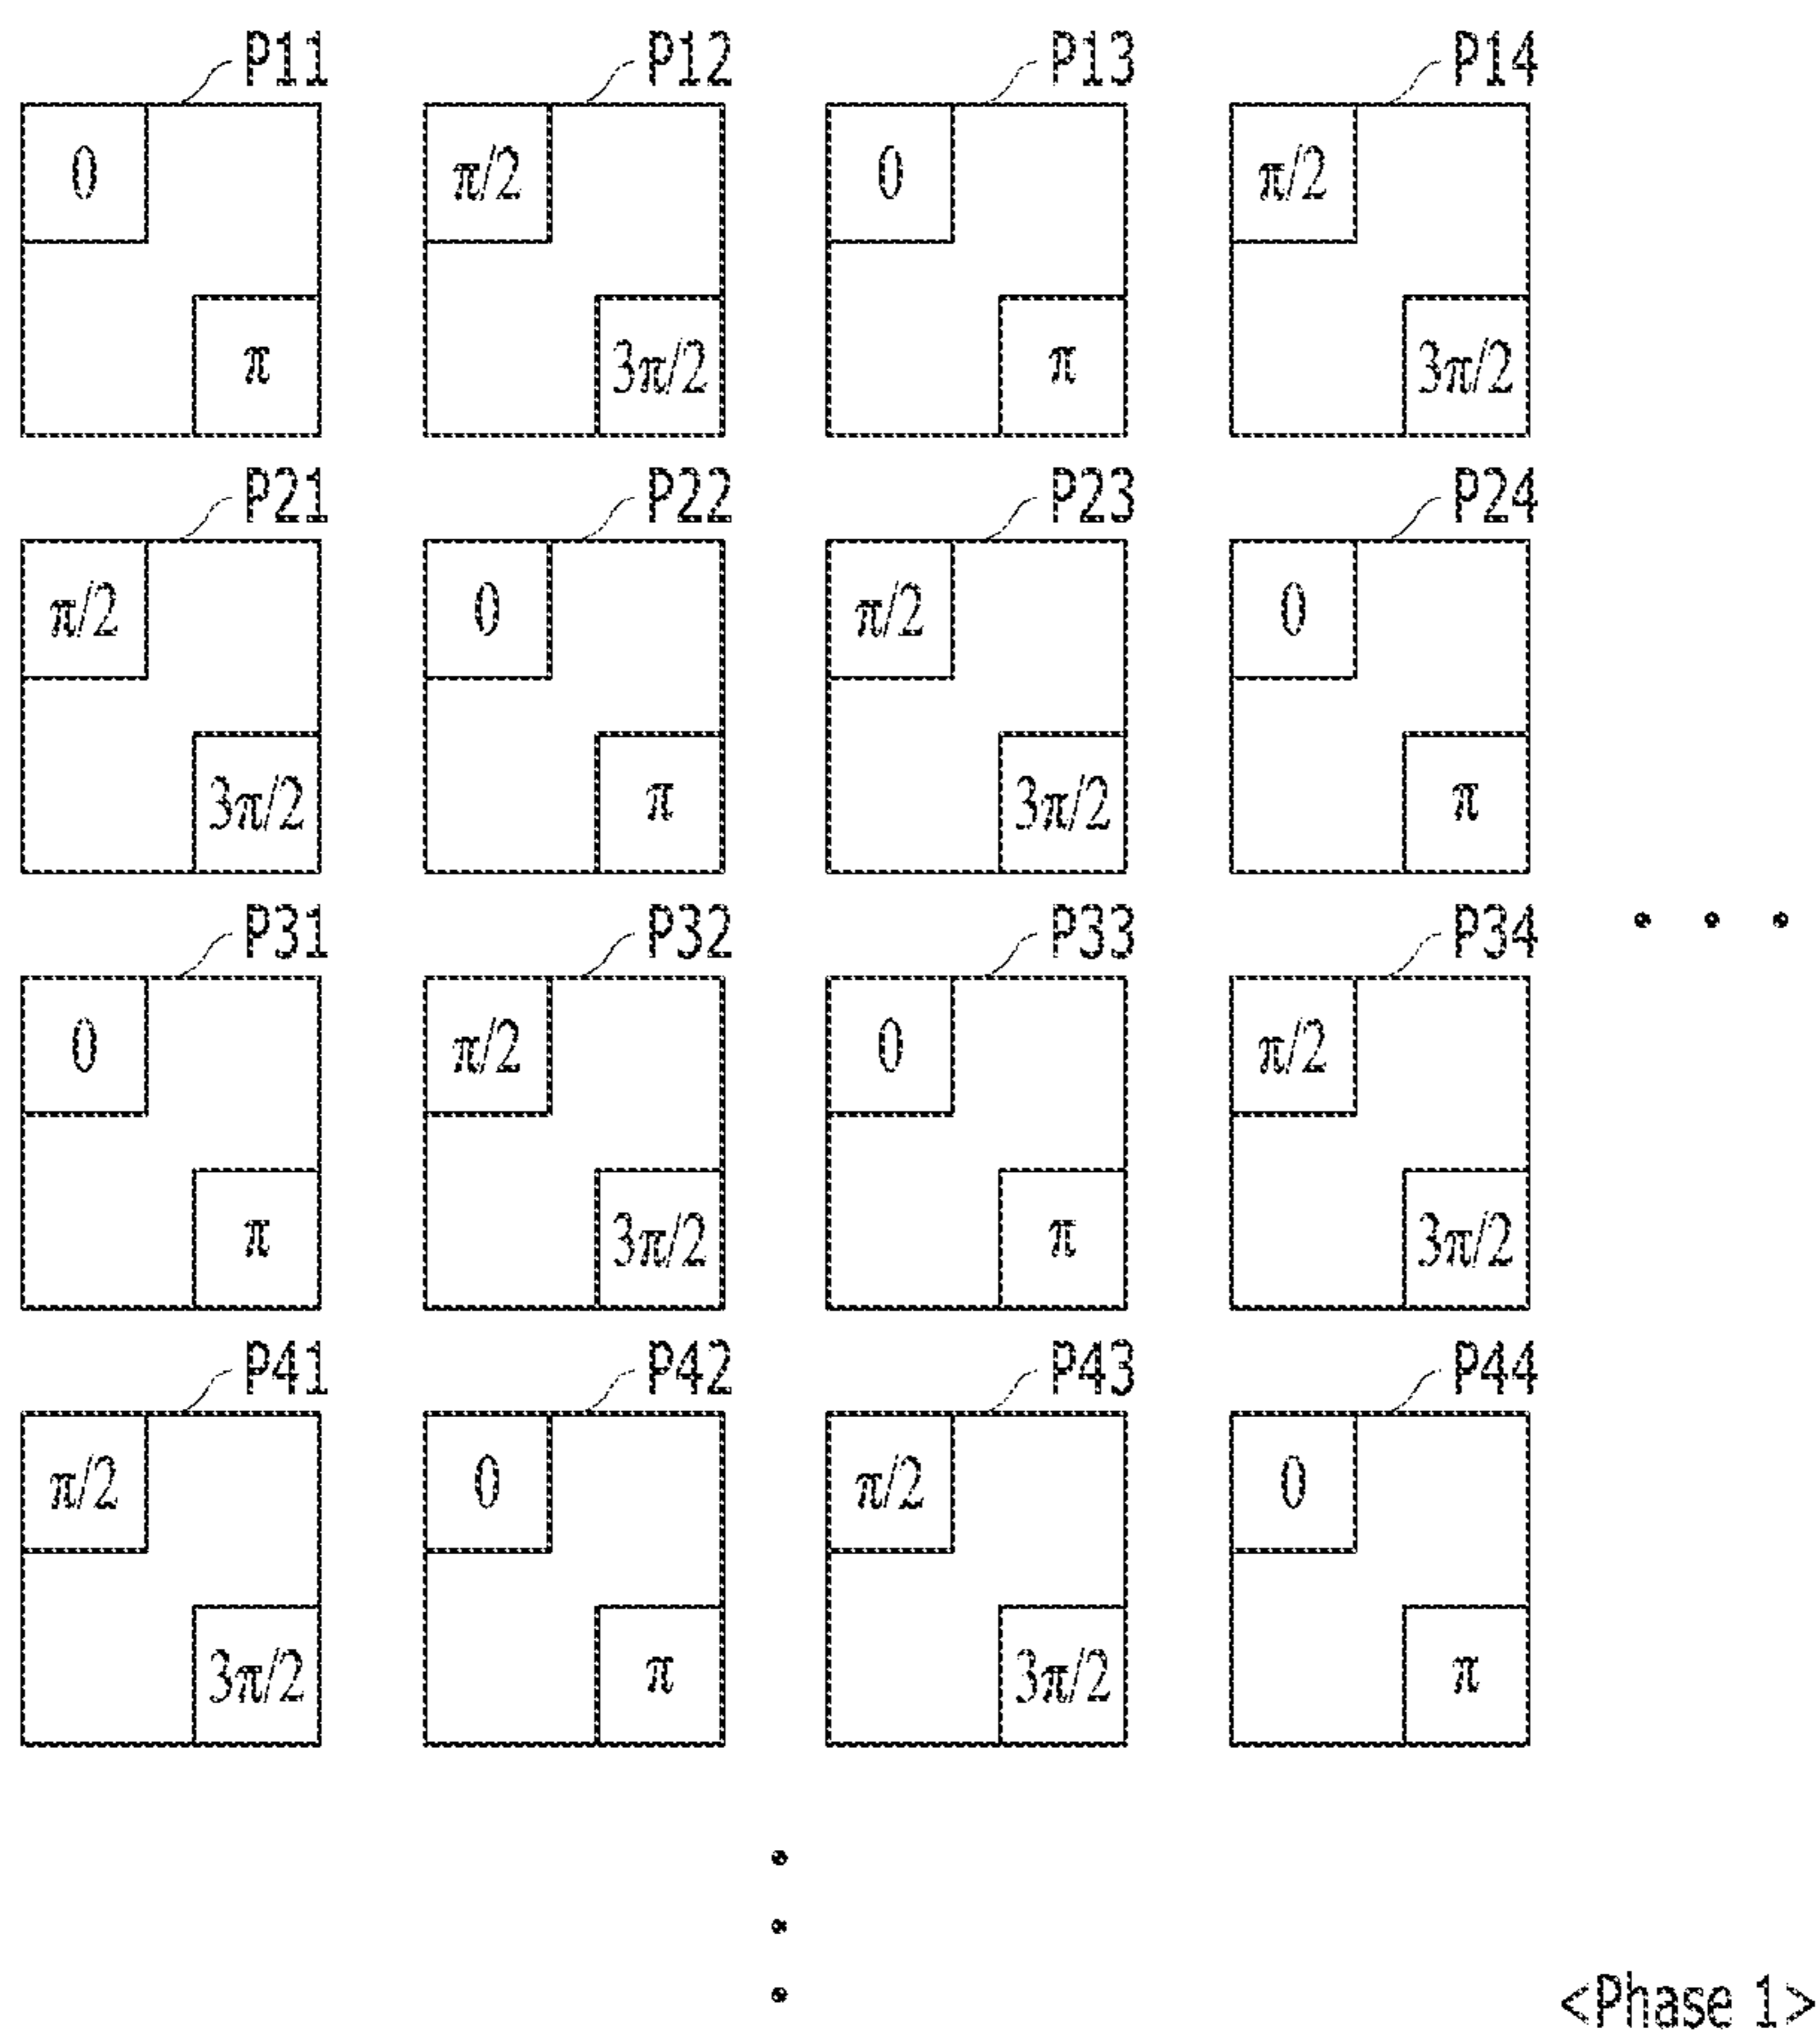 P11 P12 P13 P14
0 π/2 0 π/2
π 3π/2 π 3π/2
P21 P22 P23 P24
π/2 0 π/2 0
3π/2 π 3π/2 π
P31 P32 P33 P34
0 π/2 0 π/2
π 3π/2 π 3π/2
P41 P42 P43 P44
π/2 0 π/2 0
3π/2 π 3π/2 π
<Phase 1>